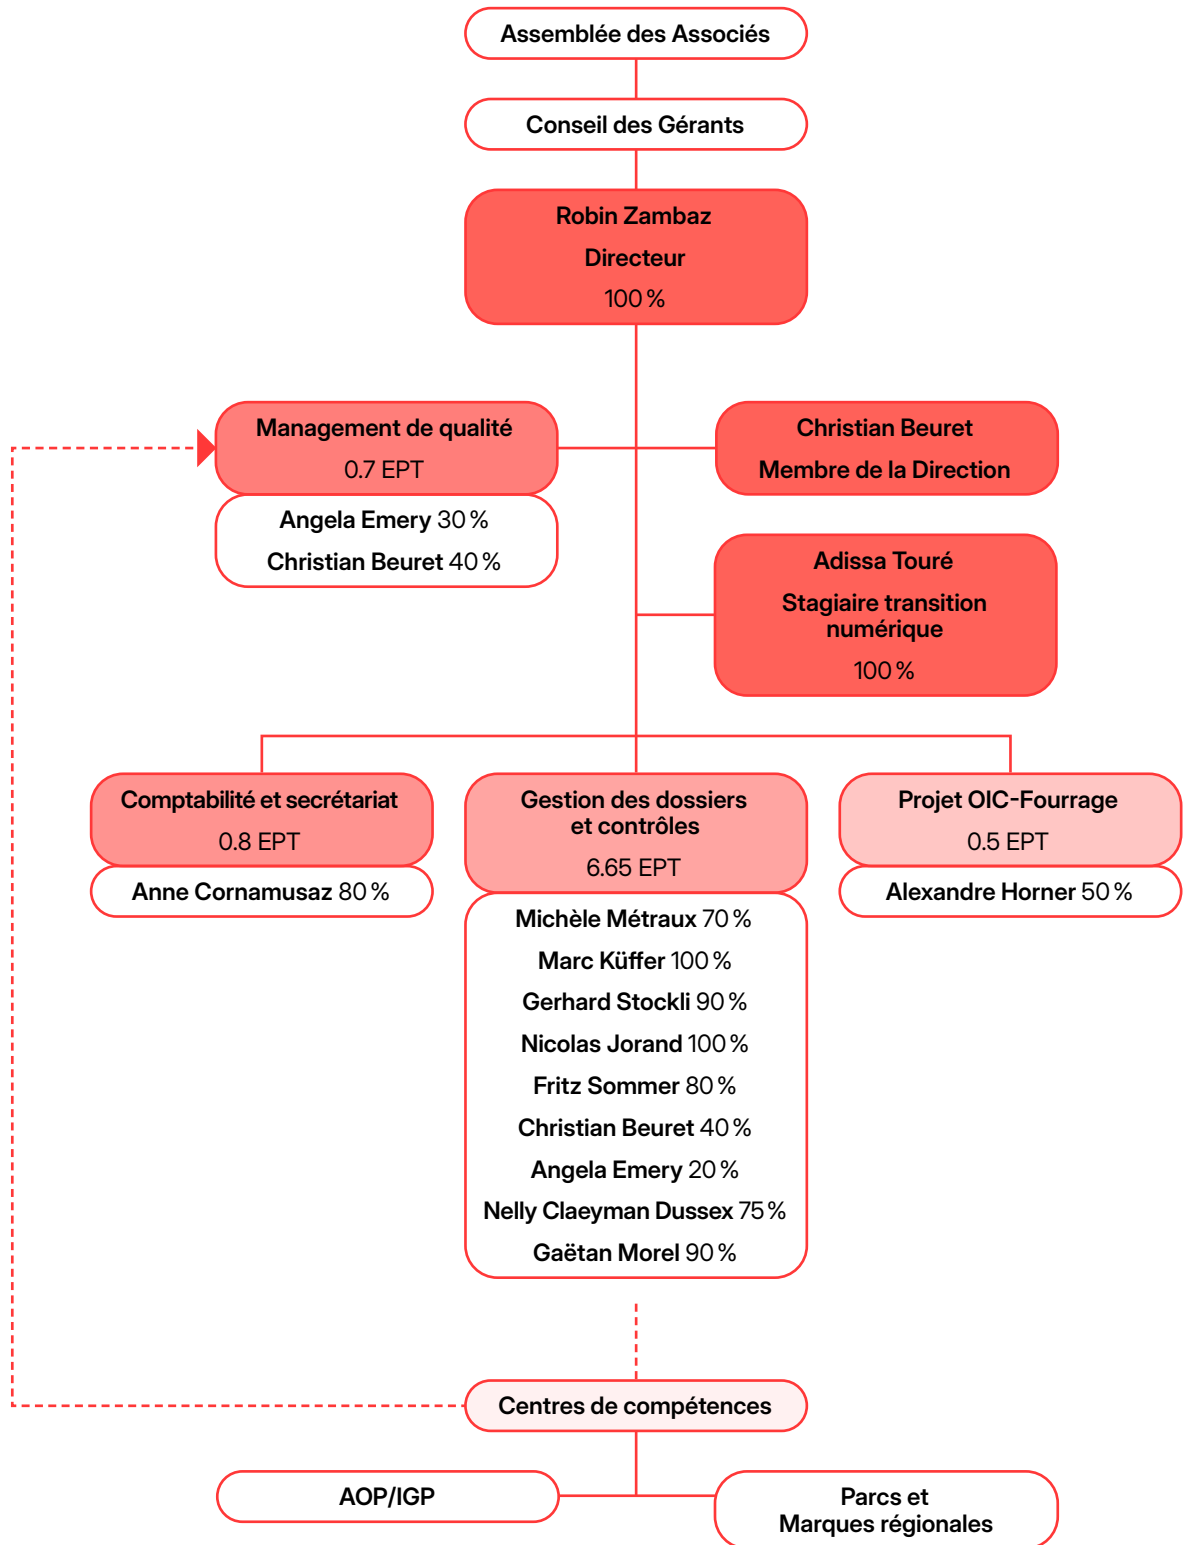 Assemblée des Associés
Conseil des Gérants
Robin Zambaz
Directeur
100 %
Management de qualité
0.7 EPT
Angela Emery 30 %
Christian Beuret 40 %
Christian Beuret
Membre de la Direction
Adissa Touré
Stagiaire transition
numérique
100 %
Comptabilité et secrétariat
0.8 EPT
Anne Cornamusaz 80 %
Gestion des dossiers
et contrôles
6.65 EPT
Michèle Métraux 70 %
Marc Küffer 100 %
Gerhard Stockli 90 %
Nicolas Jorand 100 %
Fritz Sommer 80 %
Christian Beuret 40 %
Angela Emery 20 %
Nelly Claeyman Dussex 75 %
Gaëtan Morel 90 %
Projet OIC-Fourrage
0.5 EPT
Alexandre Horner 50 %
Centres de compétences
AOP/IGP
Parcs et
Marques régionales